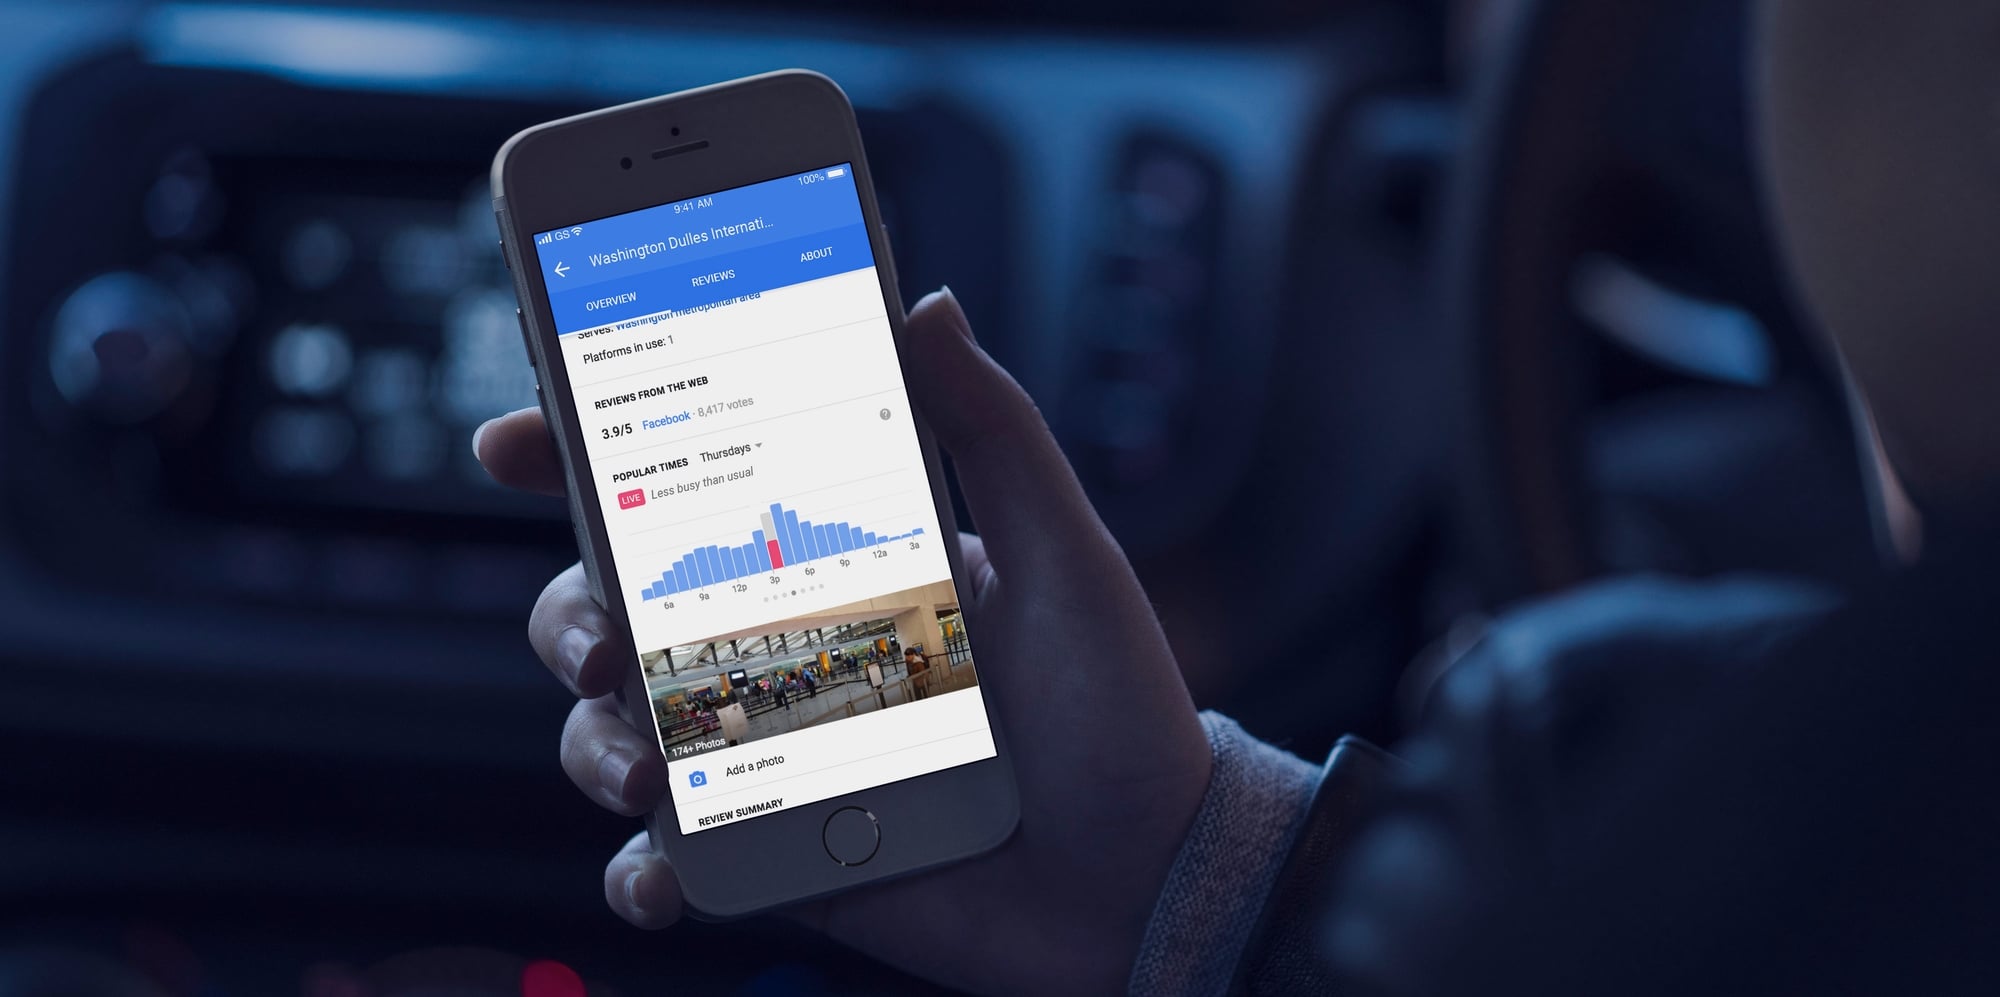 GS 9:41 AM 100%
Washington Dulles Internati...
OVERVIEW REVIEWS ABOUT
Serves: Washington metropolitan area
Platforms in use: 1
REVIEWS FROM THE WEB
3.9/5 Facebook · 8,417 votes
POPULAR TIMES Thursdays
LIVE Less busy than usual
6a 9a 12p 3p 6p 9p 12a 3a
174+ Photos
Add a photo
REVIEW SUMMARY